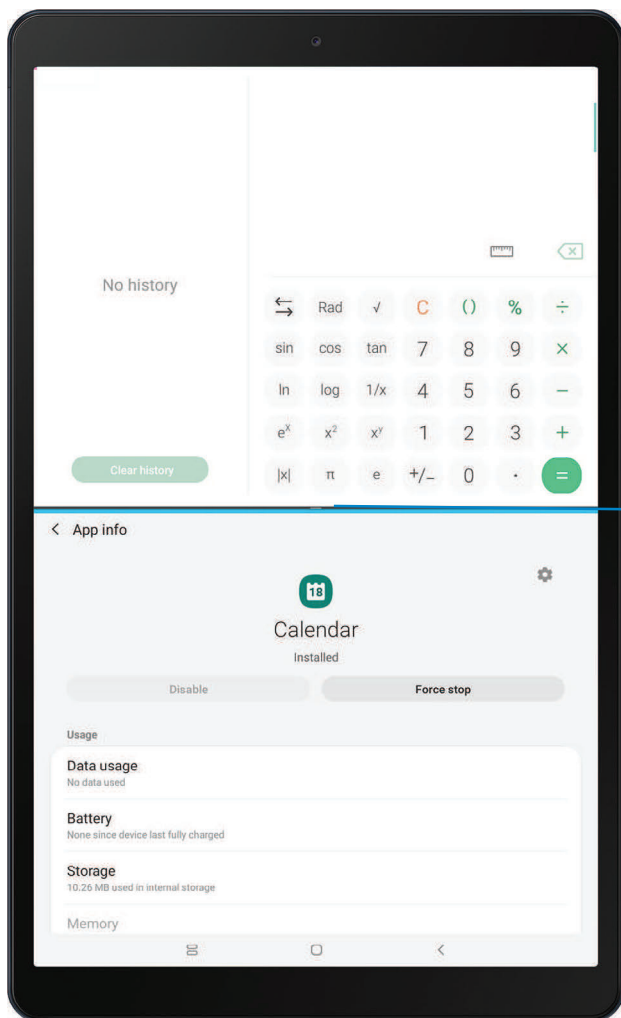 No history
Rad √ C () % ÷
sin cos tan 7 8 9 ×
ln log 1/x 4 5 6 −
eˣ x² xʸ 1 2 3 +
|x| π e +/− 0 . =
Clear history
App info
18
Calendar
Installed
Disable Force stop
Usage
Data usage
No data used
Battery
None since device last fully charged
Storage
10.26 MB used in internal storage
Memory